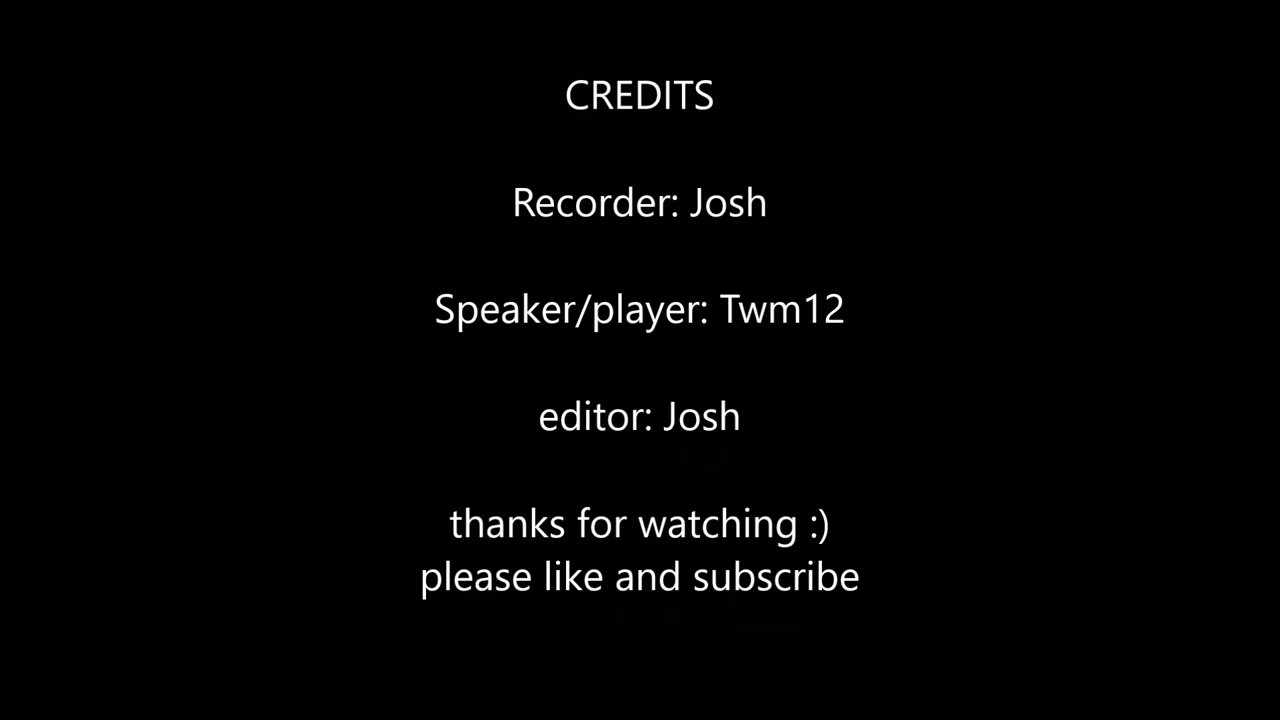 CREDITS
Recorder: Josh
Speaker/player: Twm12
editor: Josh
thanks for watching :)
please like and subscribe